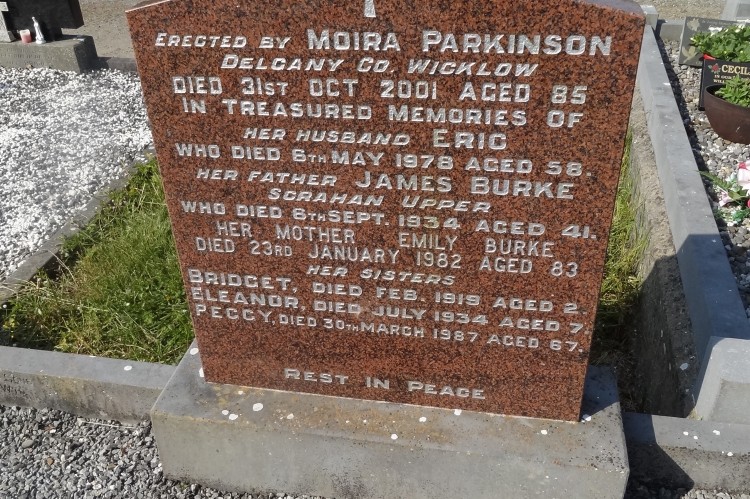 ERECTED BY MOIRA PARKINSON
DELGANY CO. WICKLOW
DIED 31ST OCT 2001 AGED 85
IN TREASURED MEMORIES OF
HER HUSBAND ERIC
WHO DIED 6TH MAY 1978 AGED 58.
HER FATHER JAMES BURKE
SCRAHAN UPPER
WHO DIED 6TH SEPT. 1934 AGED 41.
HER MOTHER EMILY BURKE
DIED 23RD JANUARY 1982 AGED 83
HER SISTERS
BRIDGET, DIED FEB. 1919 AGED 2.
ELEANOR, DIED JULY 1934 AGED 7.
PEGGY, DIED 30TH MARCH 1987 AGED 67.
REST IN PEACE
CECIL